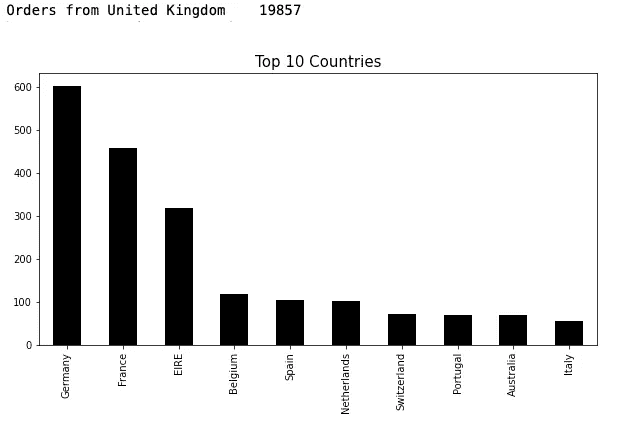 Orders from United Kingdom 19857
Top 10 Countries
600
500
400
300
200
100
0
Germany
France
EIRE
Belgium
Spain
Netherlands
Switzerland
Portugal
Australia
Italy